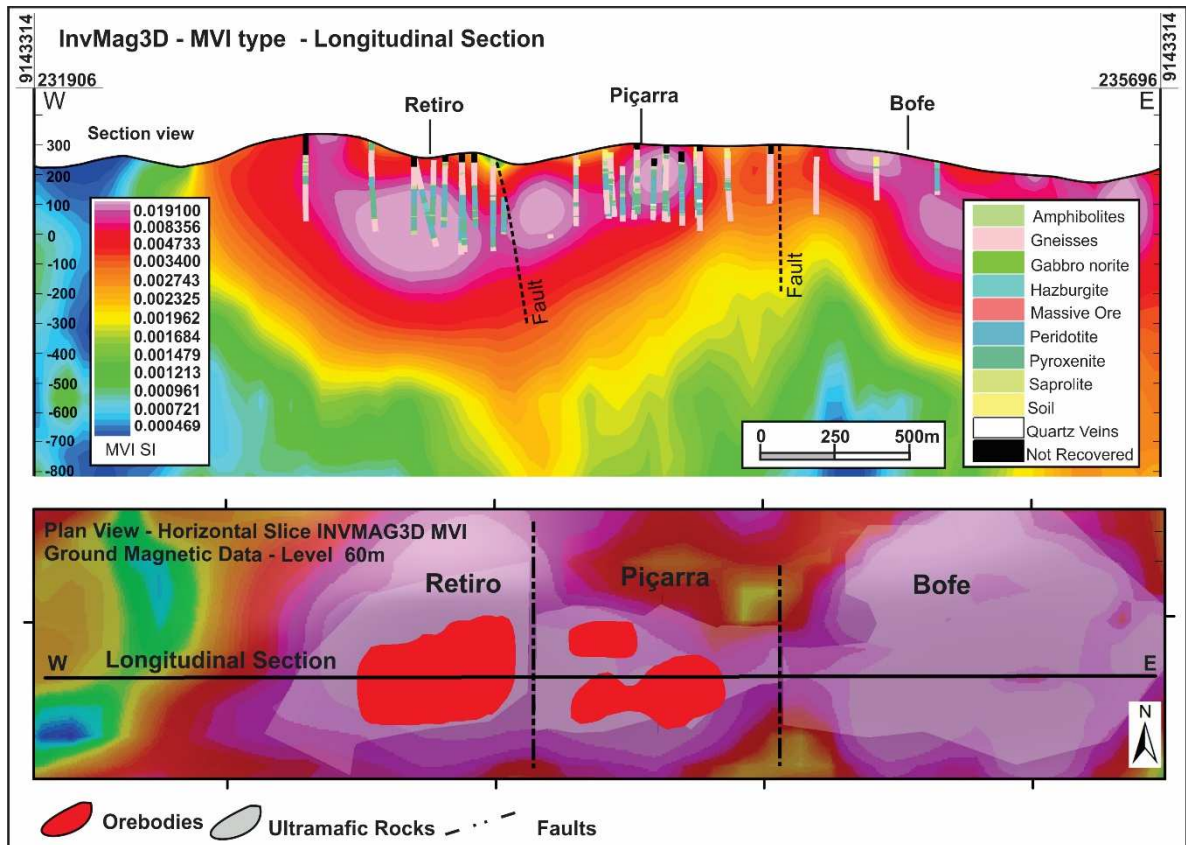 InvMag3D - MVI type - Longitudinal Section
9143314
9143314
231906
235696
W
E
Section view
Retiro
Piçarra
Bofe
300
200
100
0
-100
-200
-300
-400
-500
-600
-700
-800
0.019100
0.008356
0.004733
0.003400
0.002743
0.002325
0.001962
0.001684
0.001479
0.001213
0.000961
0.000721
0.000469
MVI SI
Fault
Fault
0 250 500m
Amphibolites
Gneisses
Gabbro norite
Hazburgite
Massive Ore
Peridotite
Pyroxenite
Saprolite
Soil
Quartz Veins
Not Recovered
Plan View - Horizontal Slice INVMAG3D MVI
Ground Magnetic Data - Level 60m
Retiro
Piçarra
Bofe
W
Longitudinal Section
E
N
Orebodies
Ultramafic Rocks
Faults